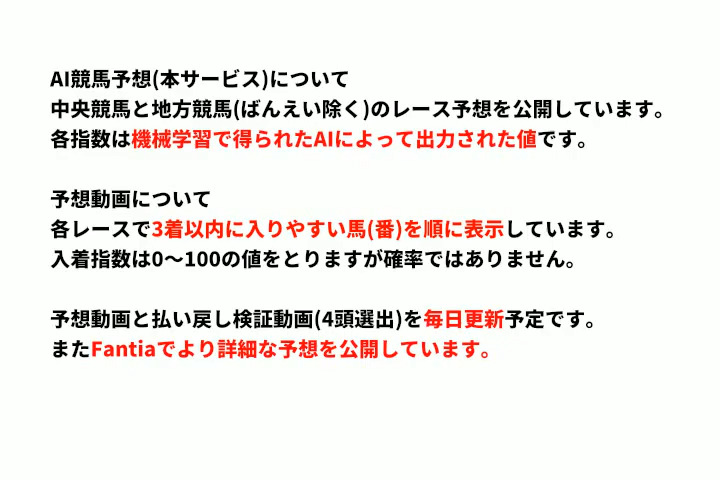 AI競馬予想(本サービス)について
中央競馬と地方競馬(ばんえい除く)のレース予想を公開しています。
各指数は機械学習で得られたAIによって出力された値です。
予想動画について
各レースで3着以内に入りやすい馬(番)を順に表示しています。
入着指数は0〜100の値をとりますが確率ではありません。
予想動画と払い戻し検証動画(4頭選出)を毎日更新予定です。
またFantiaでより詳細な予想を公開しています。